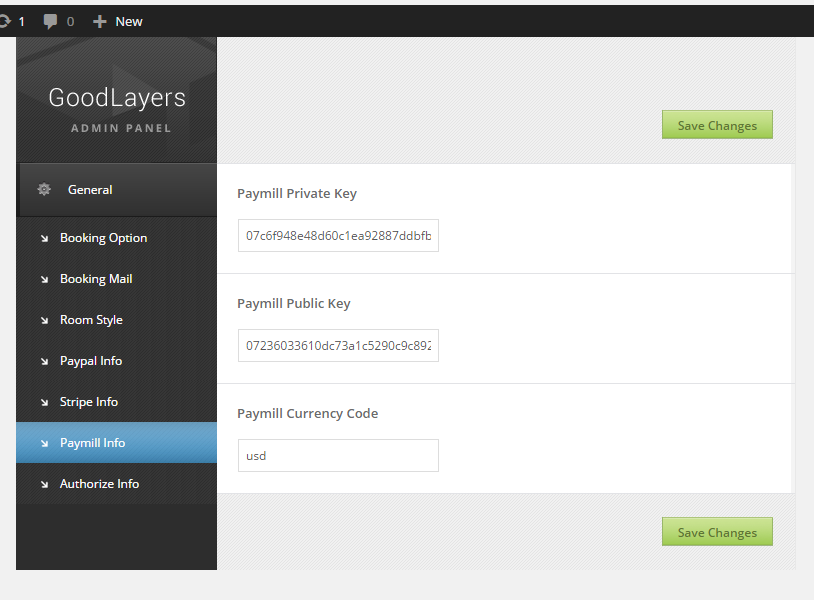 1 0 New
GoodLayers
ADMIN PANEL
Save Changes
General
Booking Option
Booking Mail
Room Style
Paypal Info
Stripe Info
Paymill Info
Authorize Info
Paymill Private Key
07c6f948e48d60c1ea92887ddbfb
Paymill Public Key
07236033610dc73a1c5290c9c892
Paymill Currency Code
usd
Save Changes